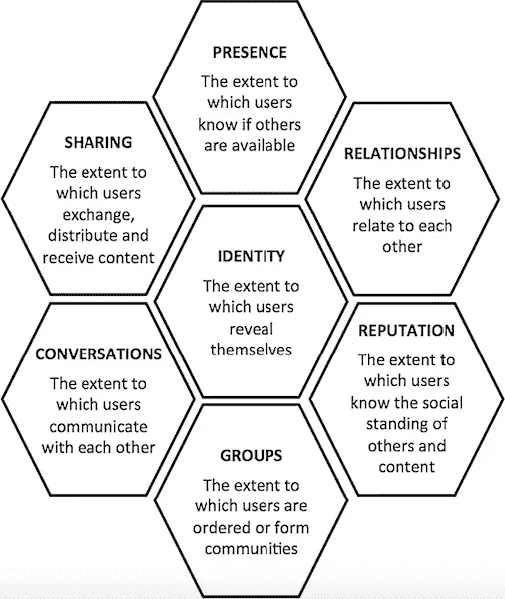 PRESENCE
The extent to
which users
know if others
are available
SHARING
The extent to
which users
exchange,
distribute and
receive content
RELATIONSHIPS
The extent to
which users
relate to each
other
IDENTITY
The extent to
which users
reveal
themselves
CONVERSATIONS
The extent to
which users
communicate
with each other
REPUTATION
The extent to
which users
know the social
standing of
others and
content
GROUPS
The extent to
which users are
ordered or form
communities